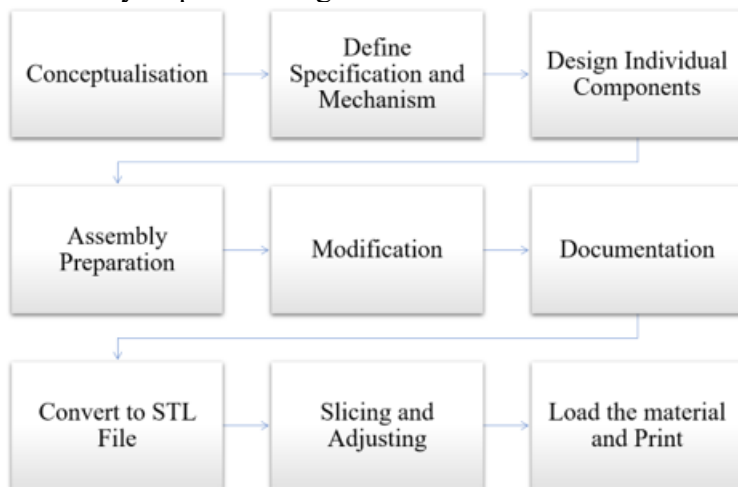 Conceptualisation
Define
Specification and
Mechanism
Design Individual
Components
Assembly
Preparation
Modification
Documentation
Convert to STL
File
Slicing and
Adjusting
Load the material
and Print